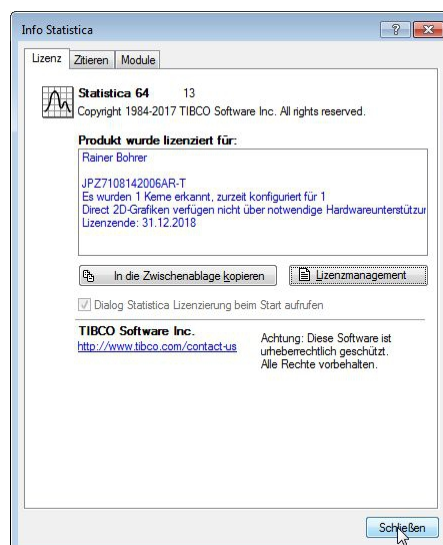 Info Statistica
Lizenz Zitieren Module
Statistica 64 13
Copyright 1984-2017 TIBCO Software Inc. All rights reserved.
Produkt wurde lizenziert für:
Rainer Bohrer
JPZ7108142006AR-T
Es wurden 1 Kerne erkannt, zurzeit konfiguriert für 1
Direct 2D-Grafiken verfügen nicht über notwendige Hardwareunterstützur
Lizenzende: 31.12.2018
In die Zwischenablage kopieren Lizenzmanagement
Dialog Statistica Lizenzierung beim Start aufrufen
TIBCO Software Inc.
http://www.tibco.com/contact-us
Achtung: Diese Software ist
urheberrechtlich geschützt.
Alle Rechte vorbehalten.
Schließen